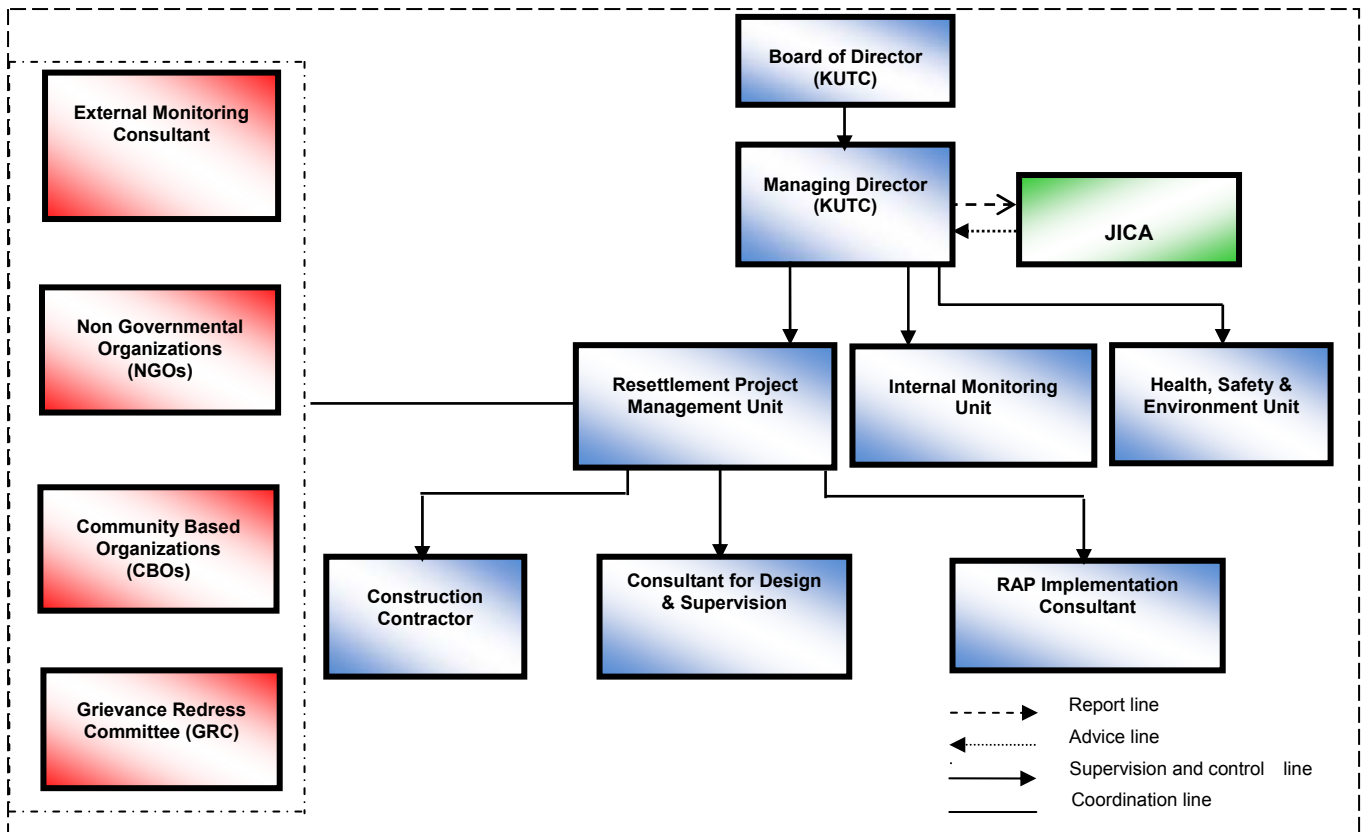 Board of Director
(KUTC)
External Monitoring
Consultant
Managing Director
(KUTC)
JICA
Non Governmental
Organizations
(NGOs)
Resettlement Project
Management Unit
Internal Monitoring
Unit
Health, Safety &
Environment Unit
Community Based
Organizations
(CBOs)
Construction
Contractor
Consultant for Design
& Supervision
RAP Implementation
Consultant
Grievance Redress
Committee (GRC)
Report line
Advice line
Supervision and control line
Coordination line